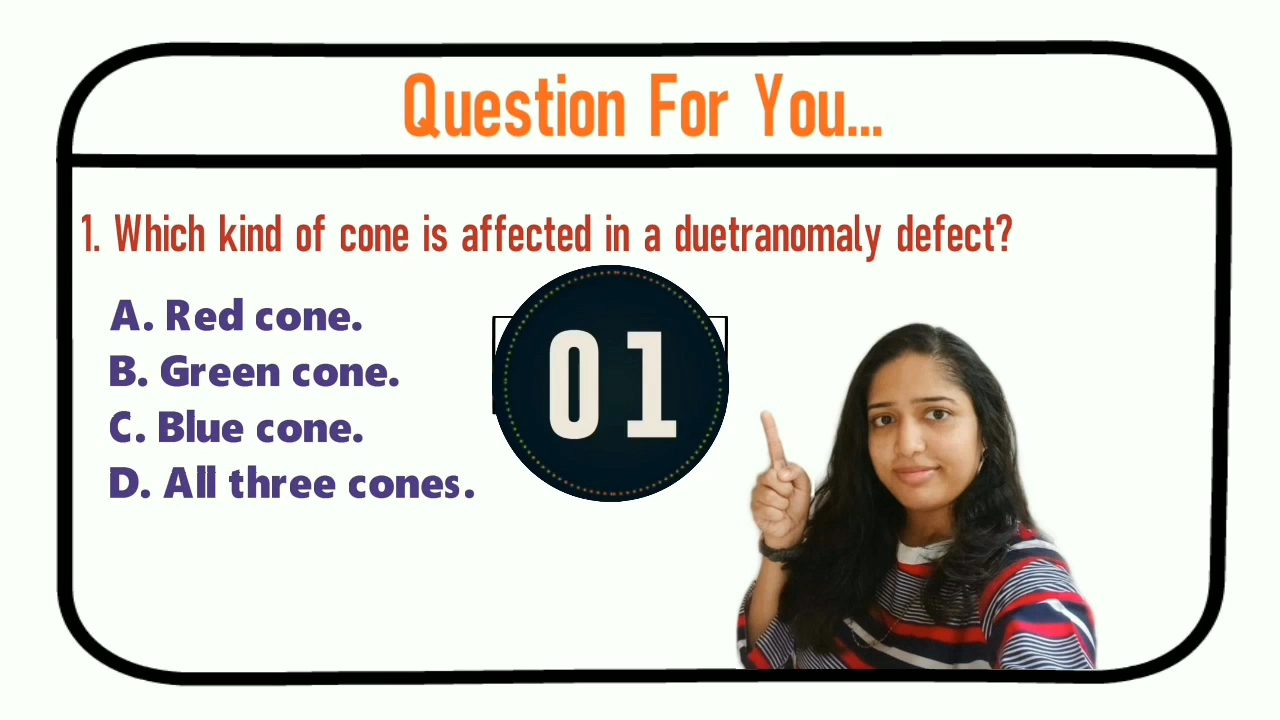 Question For You...
1. Which kind of cone is affected in a duetranomaly defect?
A. Red cone.
B. Green cone.
C. Blue cone.
D. All three cones.
01